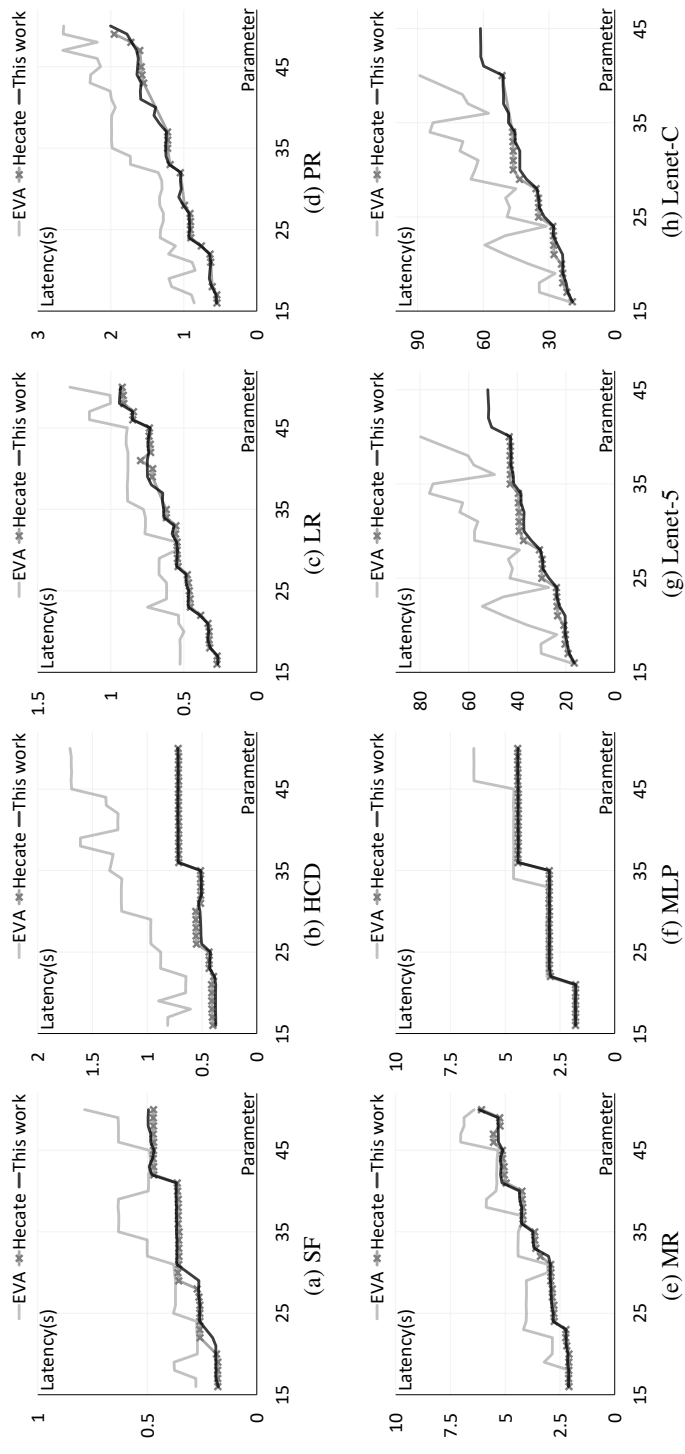 EVA Hecate This work
Latency(s)
1
0.5
0
15 25 35 45
Parameter
(a) SF
EVA Hecate This work
Latency(s)
2
1.5
1
0.5
0
15 25 35 45
Parameter
(b) HCD
EVA Hecate This work
Latency(s)
1.5
1
0.5
0
15 25 35 45
Parameter
(c) LR
EVA Hecate This work
Latency(s)
3
2
1
0
15 25 35 45
Parameter
(d) PR
EVA Hecate This work
Latency(s)
10
7.5
5
2.5
0
15 25 35 45
Parameter
(e) MR
EVA Hecate This work
Latency(s)
10
7.5
5
2.5
0
15 25 35 45
Parameter
(f) MLP
EVA Hecate This work
Latency(s)
80
60
40
20
0
15 25 35 45
Parameter
(g) Lenet-5
EVA Hecate This work
Latency(s)
90
60
30
0
15 25 35 45
Parameter
(h) Lenet-C